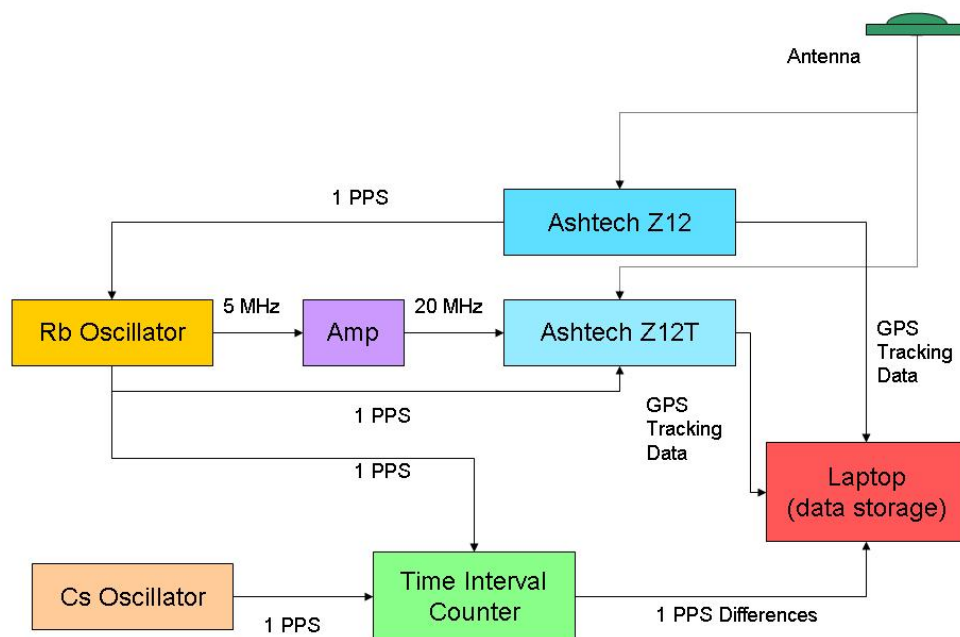 Antenna
1 PPS
Ashtech Z12
Rb Oscillator
5 MHz
Amp
20 MHz
Ashtech Z12T
GPS
Tracking
Data
1 PPS
GPS
Tracking
Data
1 PPS
Laptop
(data storage)
Cs Oscillator
1 PPS
Time Interval
Counter
1 PPS Differences